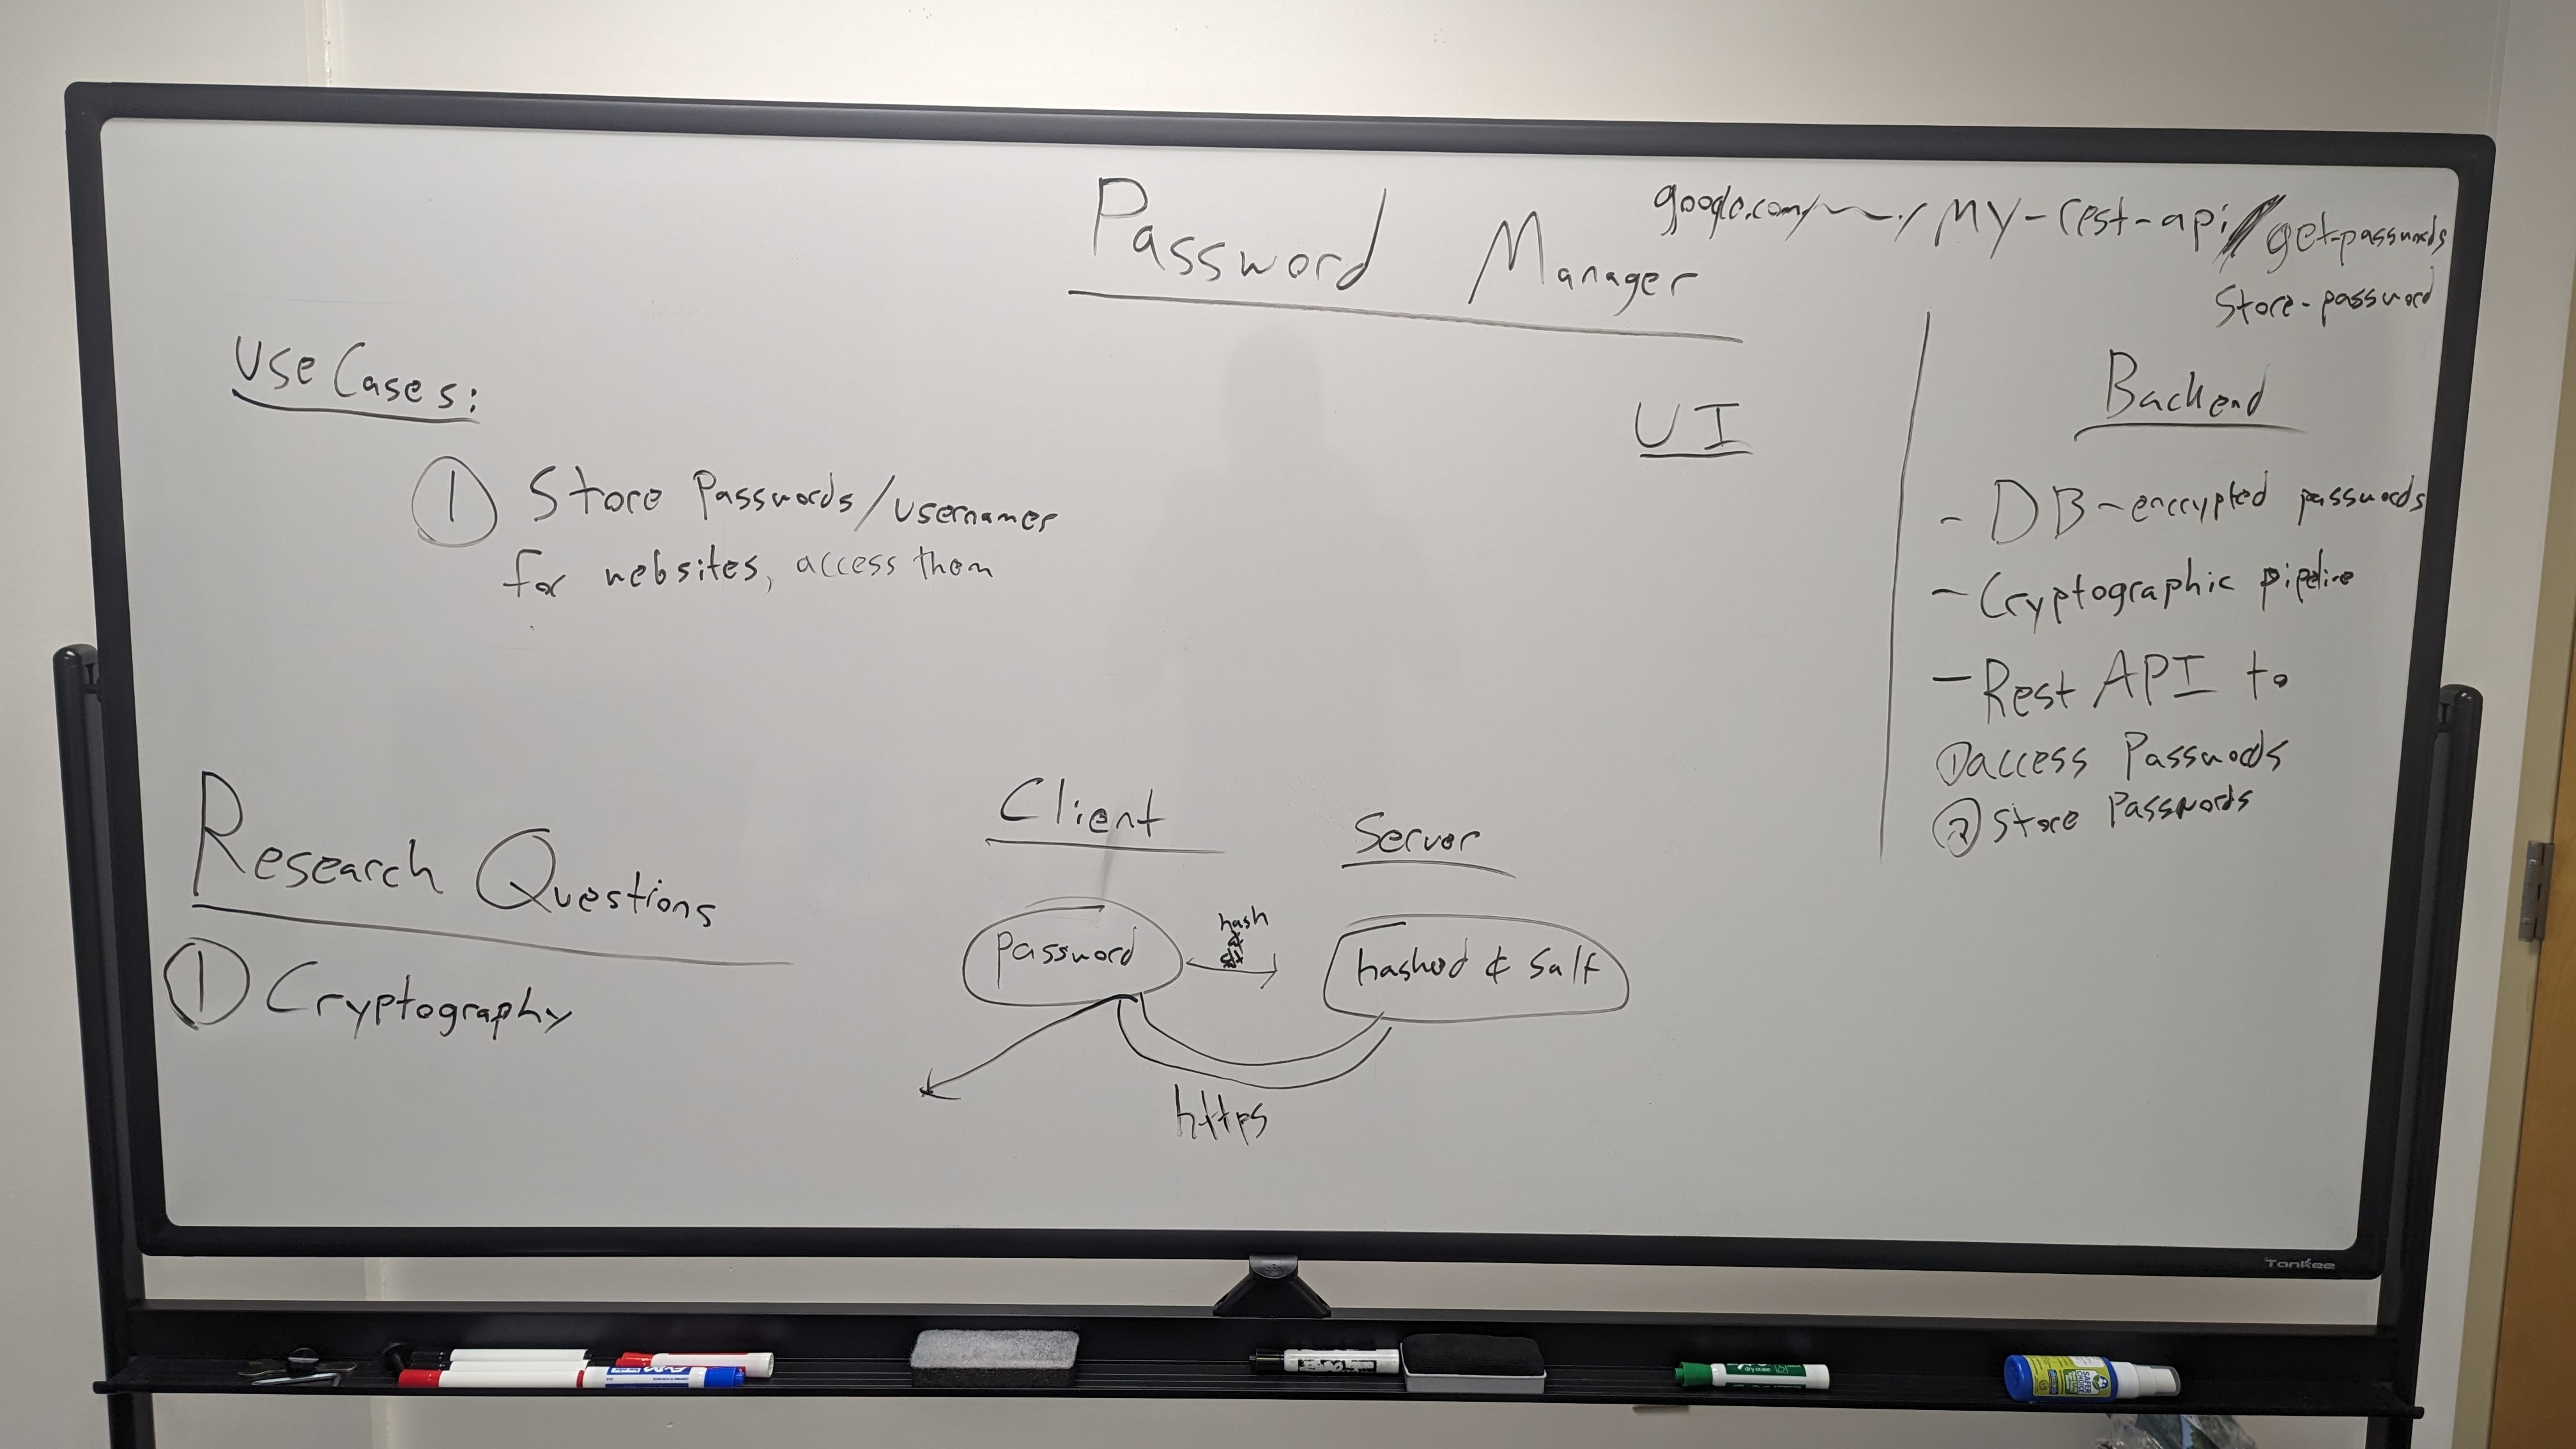 Password Manager
google.com/ ~./ My-rest-api/get-passwords
Store-password
Use Cases:
① Store Passwords/usernames
for websites, access them
UI
Backend
- DB-encrypted passwords
- Cryptographic pipeline
- Rest API to
① access Passwords
② Store Passwords
Research Questions
① Cryptography
Client
Server
password
hash
hashed & salt
https
Tankee